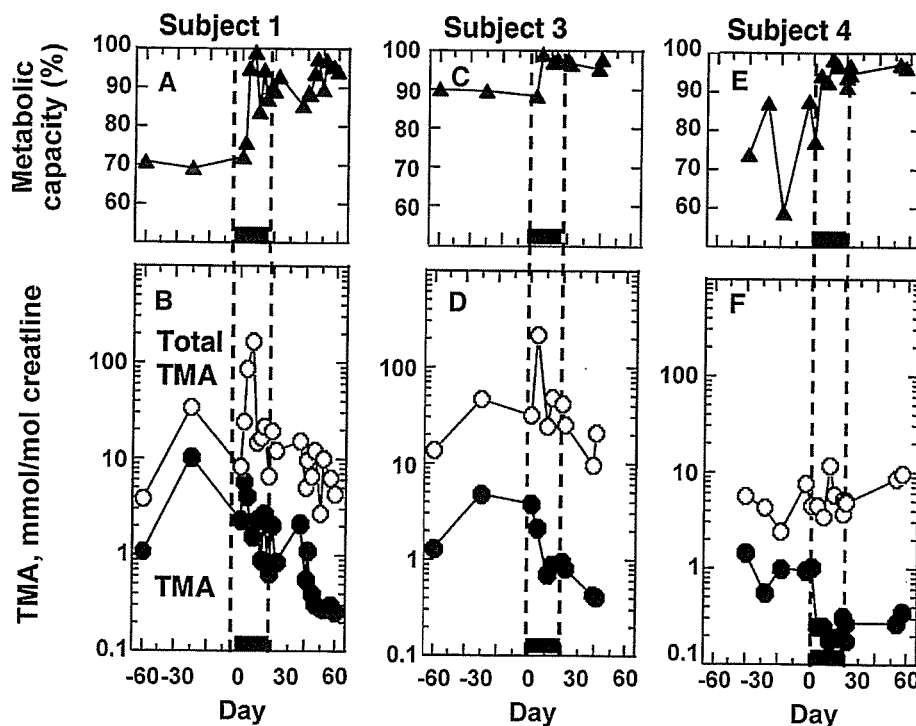 Subject 1 Subject 3 Subject 4
Metabolic capacity (%)
100 90 80 70 60
A
100 90 80 70 60
C
100 90 80 70 60
E
TMA, mmol/mol creatline
1000 100 10 1 0.1
B
Total TMA
TMA
1000 100 10 1 0.1
D
1000 100 10 1 0.1
F
-60 -30 0 30 60
Day
-60 -30 0 30 60
Day
-60 -30 0 30 60
Day